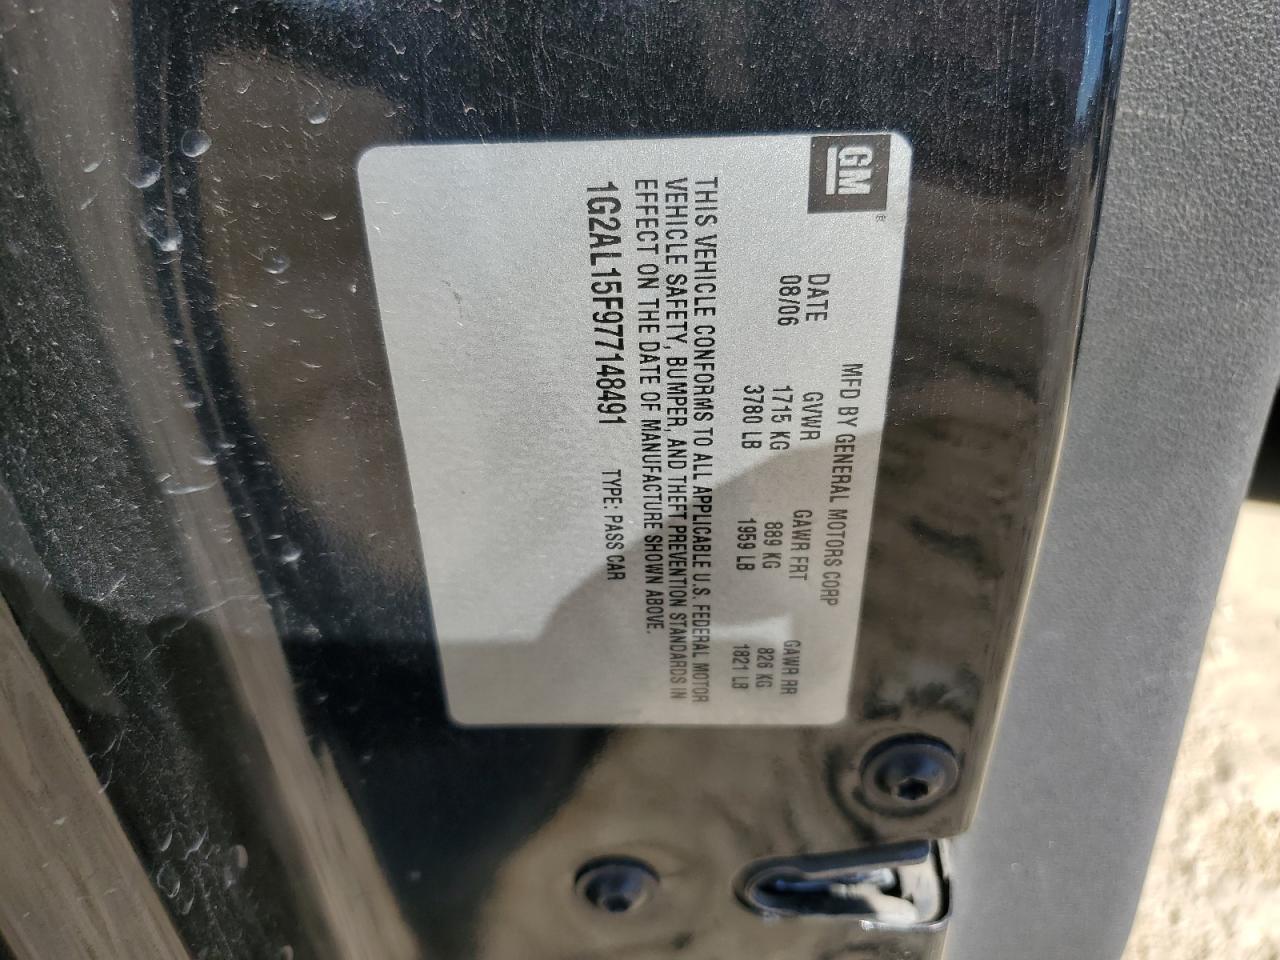 GM®
MFD BY GENERAL MOTORS CORP
DATE GVWR GAWR FRT GAWR RR
08/06 1715 KG 889 KG 826 KG
3780 LB 1959 LB 1821 LB
THIS VEHICLE CONFORMS TO ALL APPLICABLE U.S. FEDERAL MOTOR
VEHICLE SAFETY, BUMPER, AND THEFT PREVENTION STANDARDS IN
EFFECT ON THE DATE OF MANUFACTURE SHOWN ABOVE.
1G2AL15F977148491 TYPE: PASS CAR